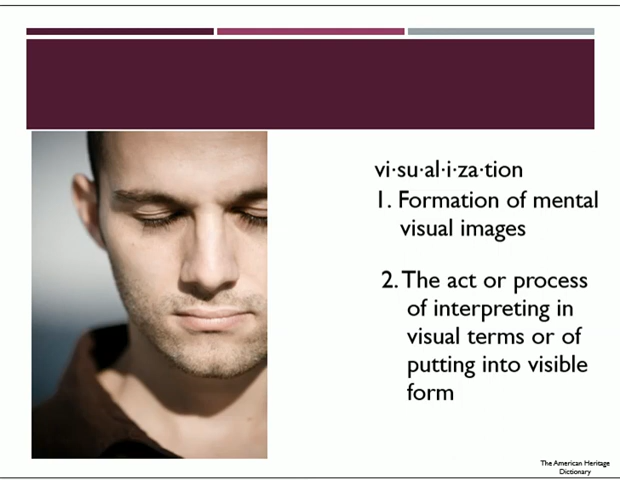 vi·su·al·i·za·tion
1. Formation of mental
visual images
2. The act or process
of interpreting in
visual terms or of
putting into visible
form
The American Heritage
Dictionary